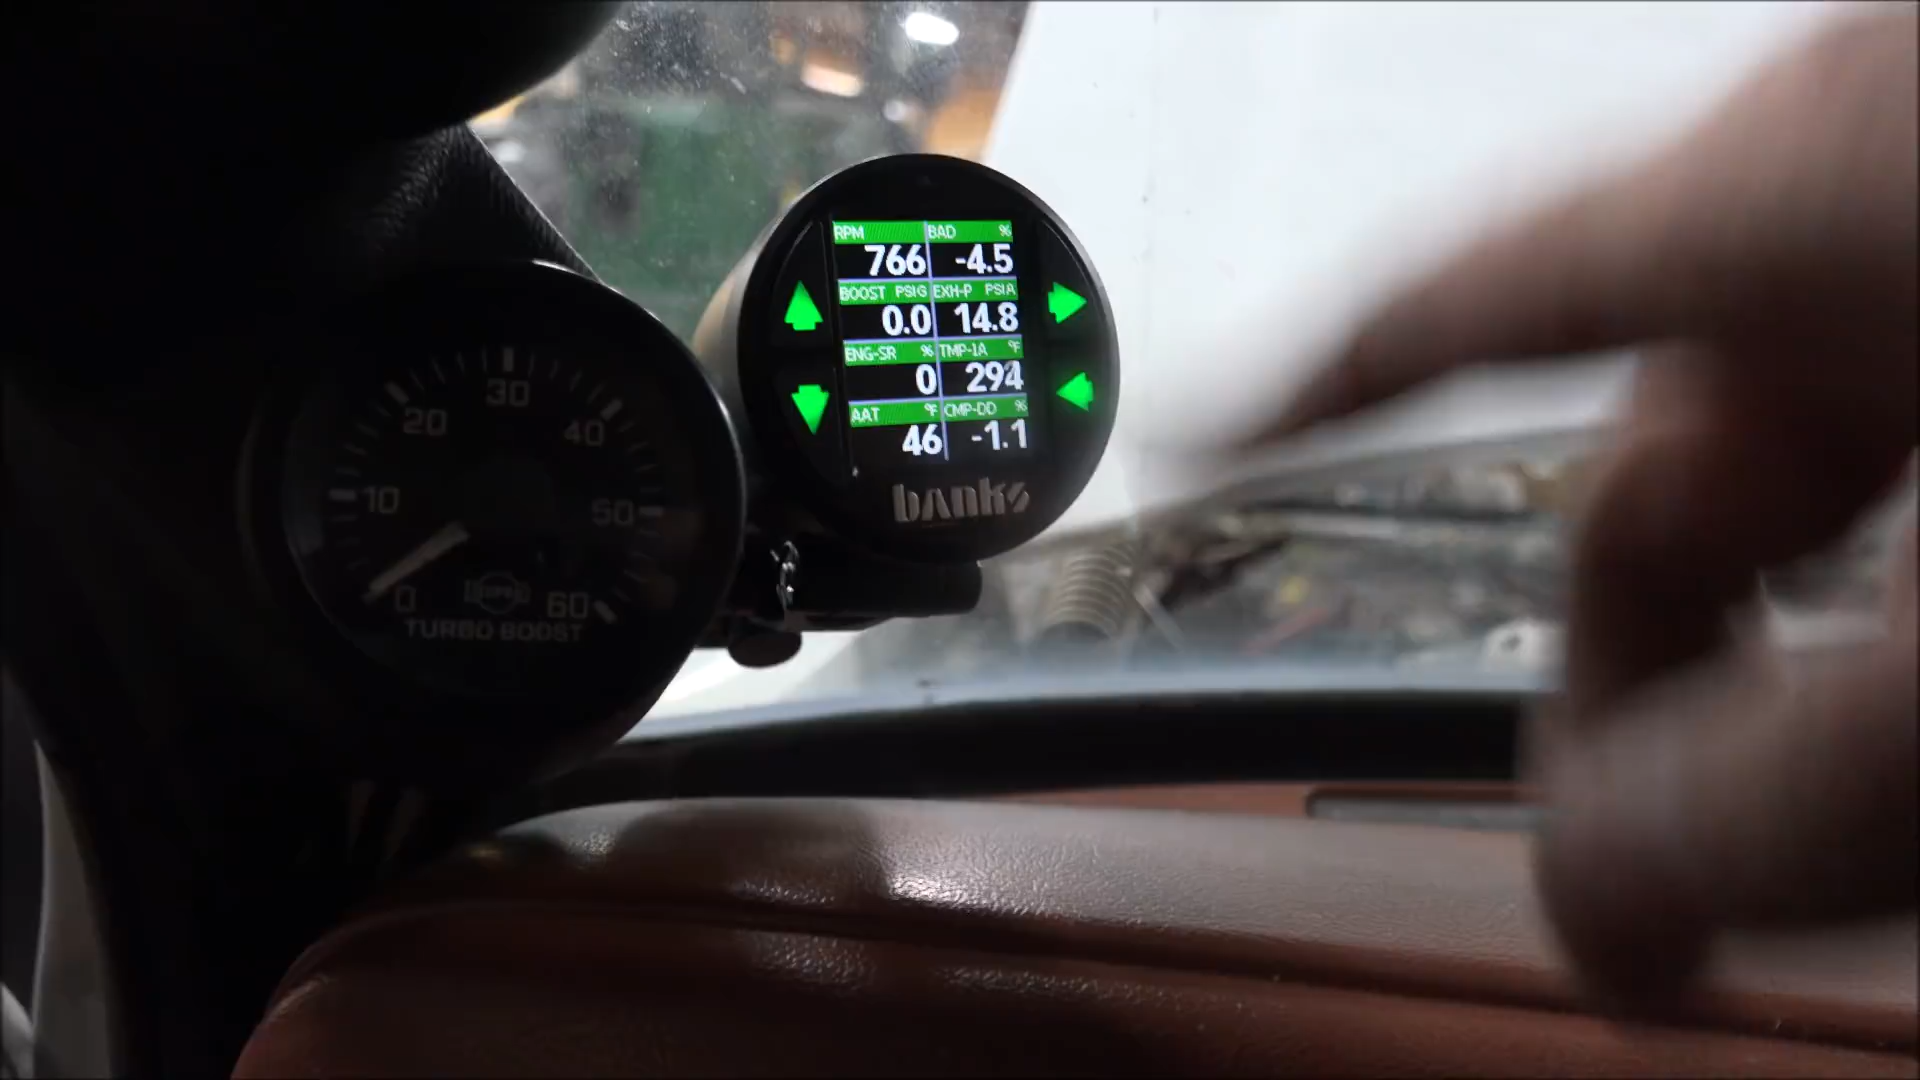 RPM BAD %
766 -4.5
BOOST PSIG EXH-P PSIA
0.0 14.8
ENG-SR % TMP-IA °F
0 294
AAT °F CMP-DD %
46 -1.1
banks
30
20 40
10 50
0 60
TURBO BOOST